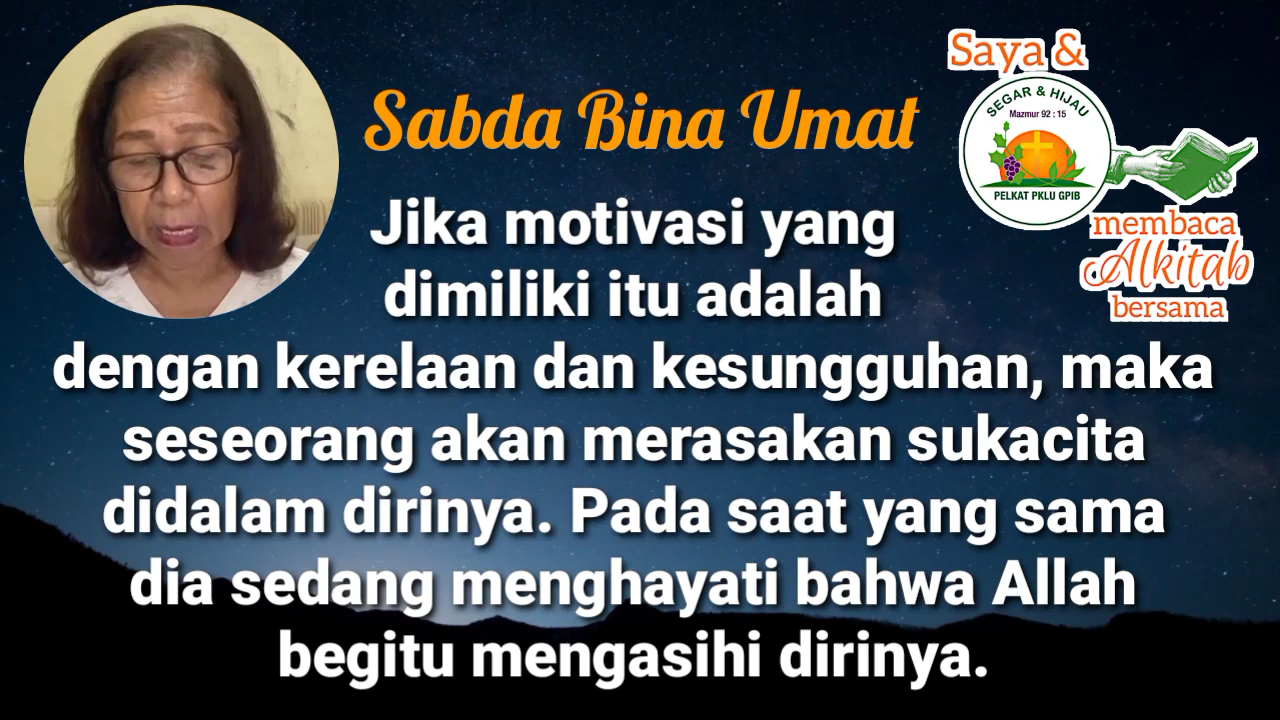 Sabda Bina Umat
Saya &
SEGAR & HIJAU
Mazmur 92 : 15
PELKAT PKLU GPIB
membaca
Alkitab
bersama
Jika motivasi yang
dimiliki itu adalah
dengan kerelaan dan kesungguhan, maka
seseorang akan merasakan sukacita
didalam dirinya. Pada saat yang sama
dia sedang menghayati bahwa Allah
begitu mengasihi dirinya.